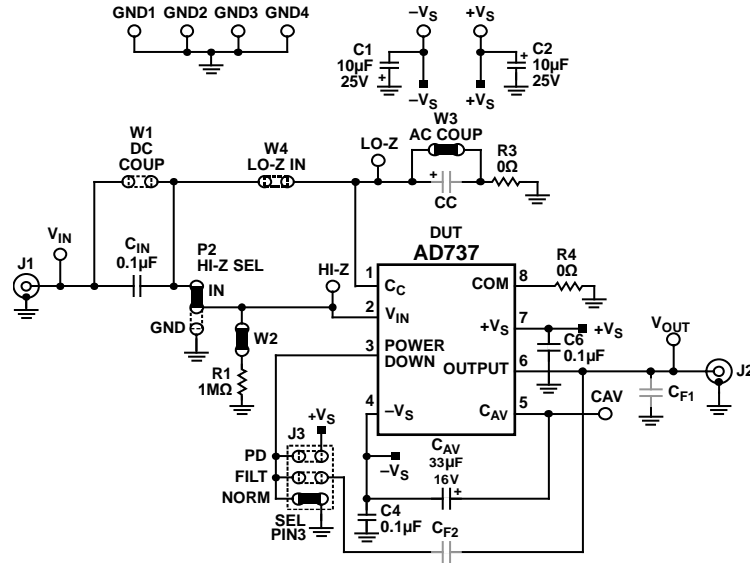 GND1 GND2 GND3 GND4
–VS +VS
C1
10µF
25V
C2
10µF
25V
–VS +VS
W1
DC
COUP
W4
LO-Z IN
LO-Z
W3
AC COUP
R3
0Ω
CC
VIN
CIN
0.1µF
P2
HI-Z SEL
J1
IN
GND
HI-Z
W2
R1
1MΩ
DUT
AD737
1 CC
2 VIN
3 POWER
DOWN
4 –VS
COM 8
+VS 7
OUTPUT 6
CAV 5
R4
0Ω
+VS
C6
0.1µF
VOUT
J2
CF1
CAV
+VS
J3
PD
FILT
NORM
SEL
PIN3
–VS
CAV
33µF
16V
C4
0.1µF
CF2